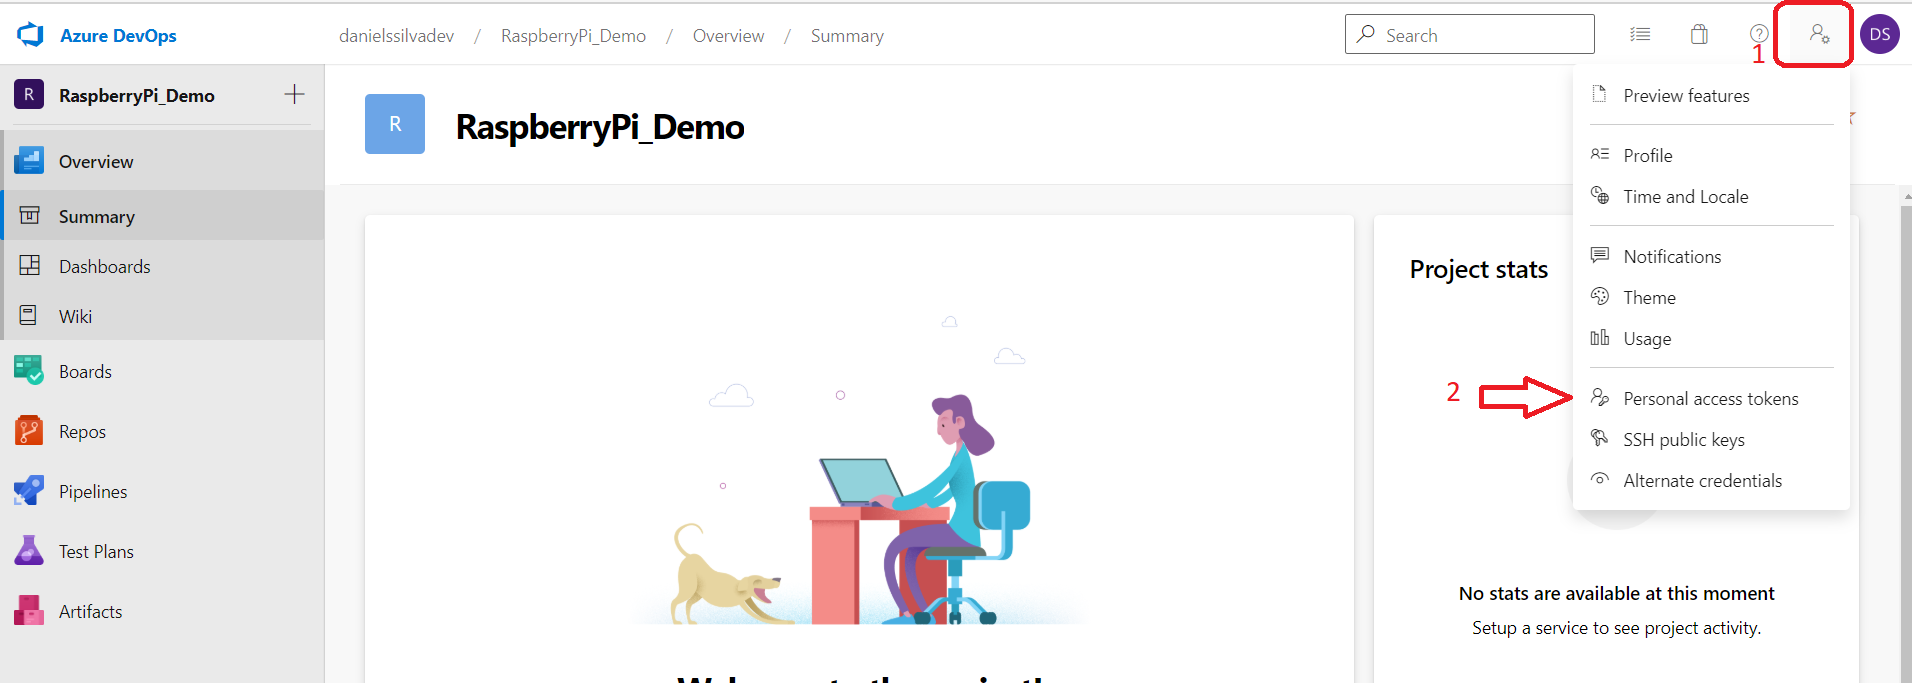 Azure DevOps
danielssilvadev / RaspberryPi_Demo / Overview / Summary
Search
1
DS
R RaspberryPi_Demo
Overview
Summary
Dashboards
Wiki
Boards
Repos
Pipelines
Test Plans
Artifacts
R RaspberryPi_Demo
Project stats
No stats are available at this moment
Setup a service to see project activity.
Preview features
Profile
Time and Locale
Notifications
Theme
Usage
2
Personal access tokens
SSH public keys
Alternate credentials